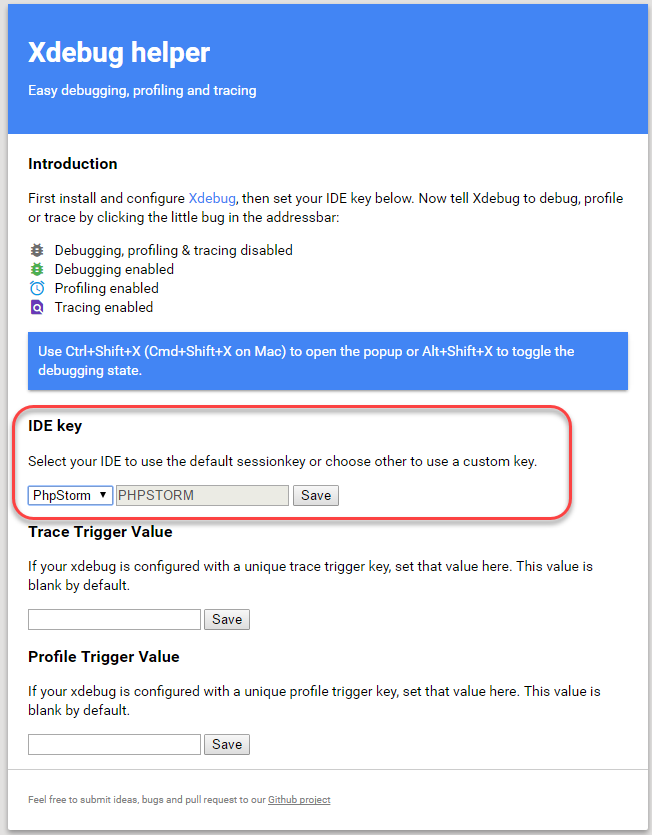 Xdebug helper
Easy debugging, profiling and tracing
Introduction
First install and configure Xdebug, then set your IDE key below. Now tell Xdebug to debug, profile
or trace by clicking the little bug in the addressbar:
Debugging, profiling & tracing disabled
Debugging enabled
Profiling enabled
Tracing enabled
Use Ctrl+Shift+X (Cmd+Shift+X on Mac) to open the popup or Alt+Shift+X to toggle the
debugging state.
IDE key
Select your IDE to use the default sessionkey or choose other to use a custom key.
PhpStorm PHPSTORM Save
Trace Trigger Value
If your xdebug is configured with a unique trace trigger key, set that value here. This value is
blank by default.
Save
Profile Trigger Value
If your xdebug is configured with a unique profile trigger key, set that value here. This value is
blank by default.
Save
Feel free to submit ideas, bugs and pull request to our Github project